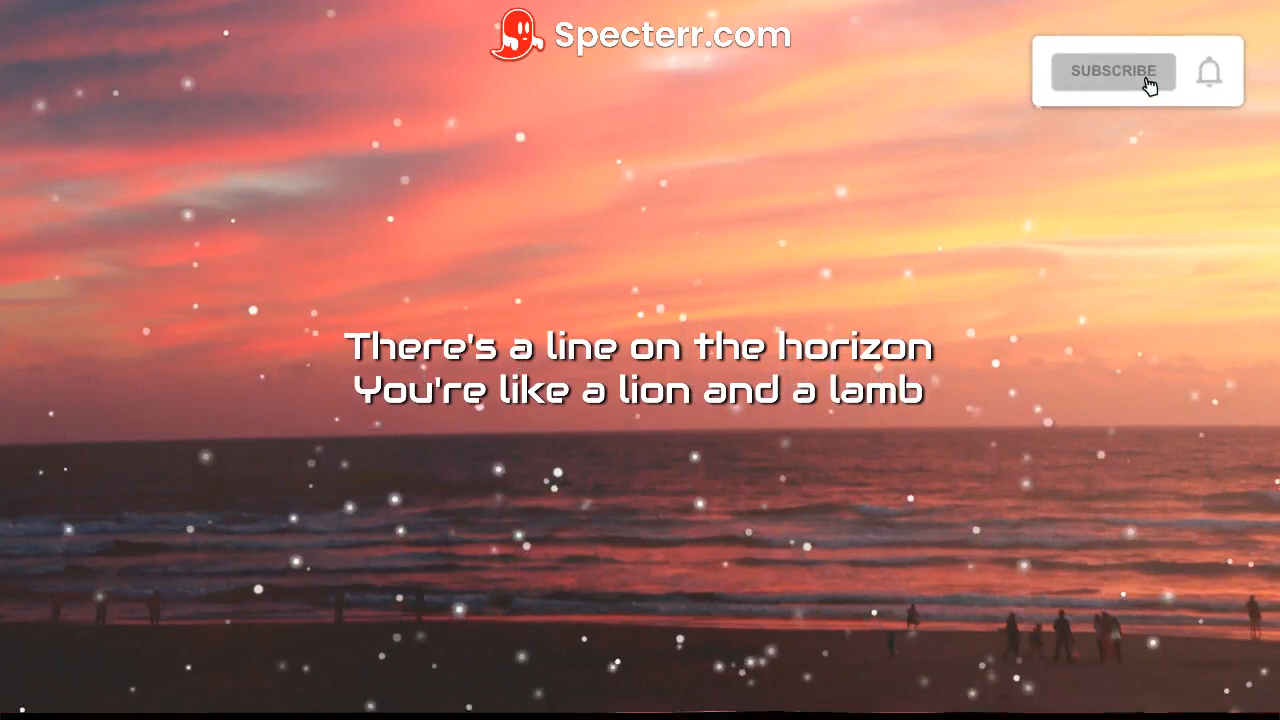 Specterr.com
SUBSCRIBE
There's a line on the horizon
You're like a lion and a lamb